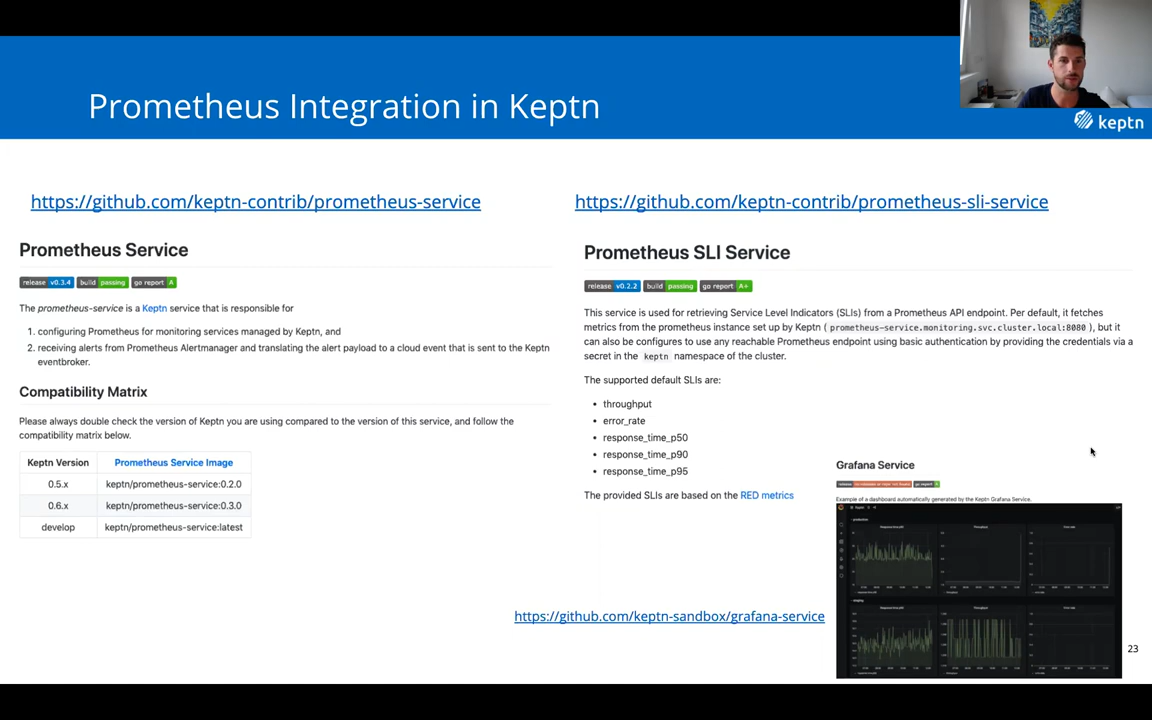 Prometheus Integration in Keptn
keptn
https://github.com/keptn-contrib/prometheus-service
Prometheus Service
release v0.3.4 build passing go report A
The prometheus-service is a Keptn service that is responsible for
1. configuring Prometheus for monitoring services managed by Keptn, and
2. receiving alerts from Prometheus Alertmanager and translating the alert payload to a cloud event that is sent to the Keptn
eventbroker.
Compatibility Matrix
Please always double check the version of Keptn you are using compared to the version of this service, and follow the
compatibility matrix below.
Keptn Version Prometheus Service Image
0.5.x keptn/prometheus-service:0.2.0
0.6.x keptn/prometheus-service:0.3.0
develop keptn/prometheus-service:latest
https://github.com/keptn-contrib/prometheus-sli-service
Prometheus SLI Service
release v0.2.2 build passing go report A+
This service is used for retrieving Service Level Indicators (SLIs) from a Prometheus API endpoint. Per default, it fetches
metrics from the prometheus instance set up by Keptn ( prometheus-service.monitoring.svc.cluster.local:8080 ), but it
can also be configures to use any reachable Prometheus endpoint using basic authentication by providing the credentials via a
secret in the keptn namespace of the cluster.
The supported default SLIs are:
• throughput
• error_rate
• response_time_p50
• response_time_p90
• response_time_p95
The provided SLIs are based on the RED metrics
Grafana Service
go report
Example of a dashboard automatically generated by the Keptn Grafana Service.
https://github.com/keptn-sandbox/grafana-service
23